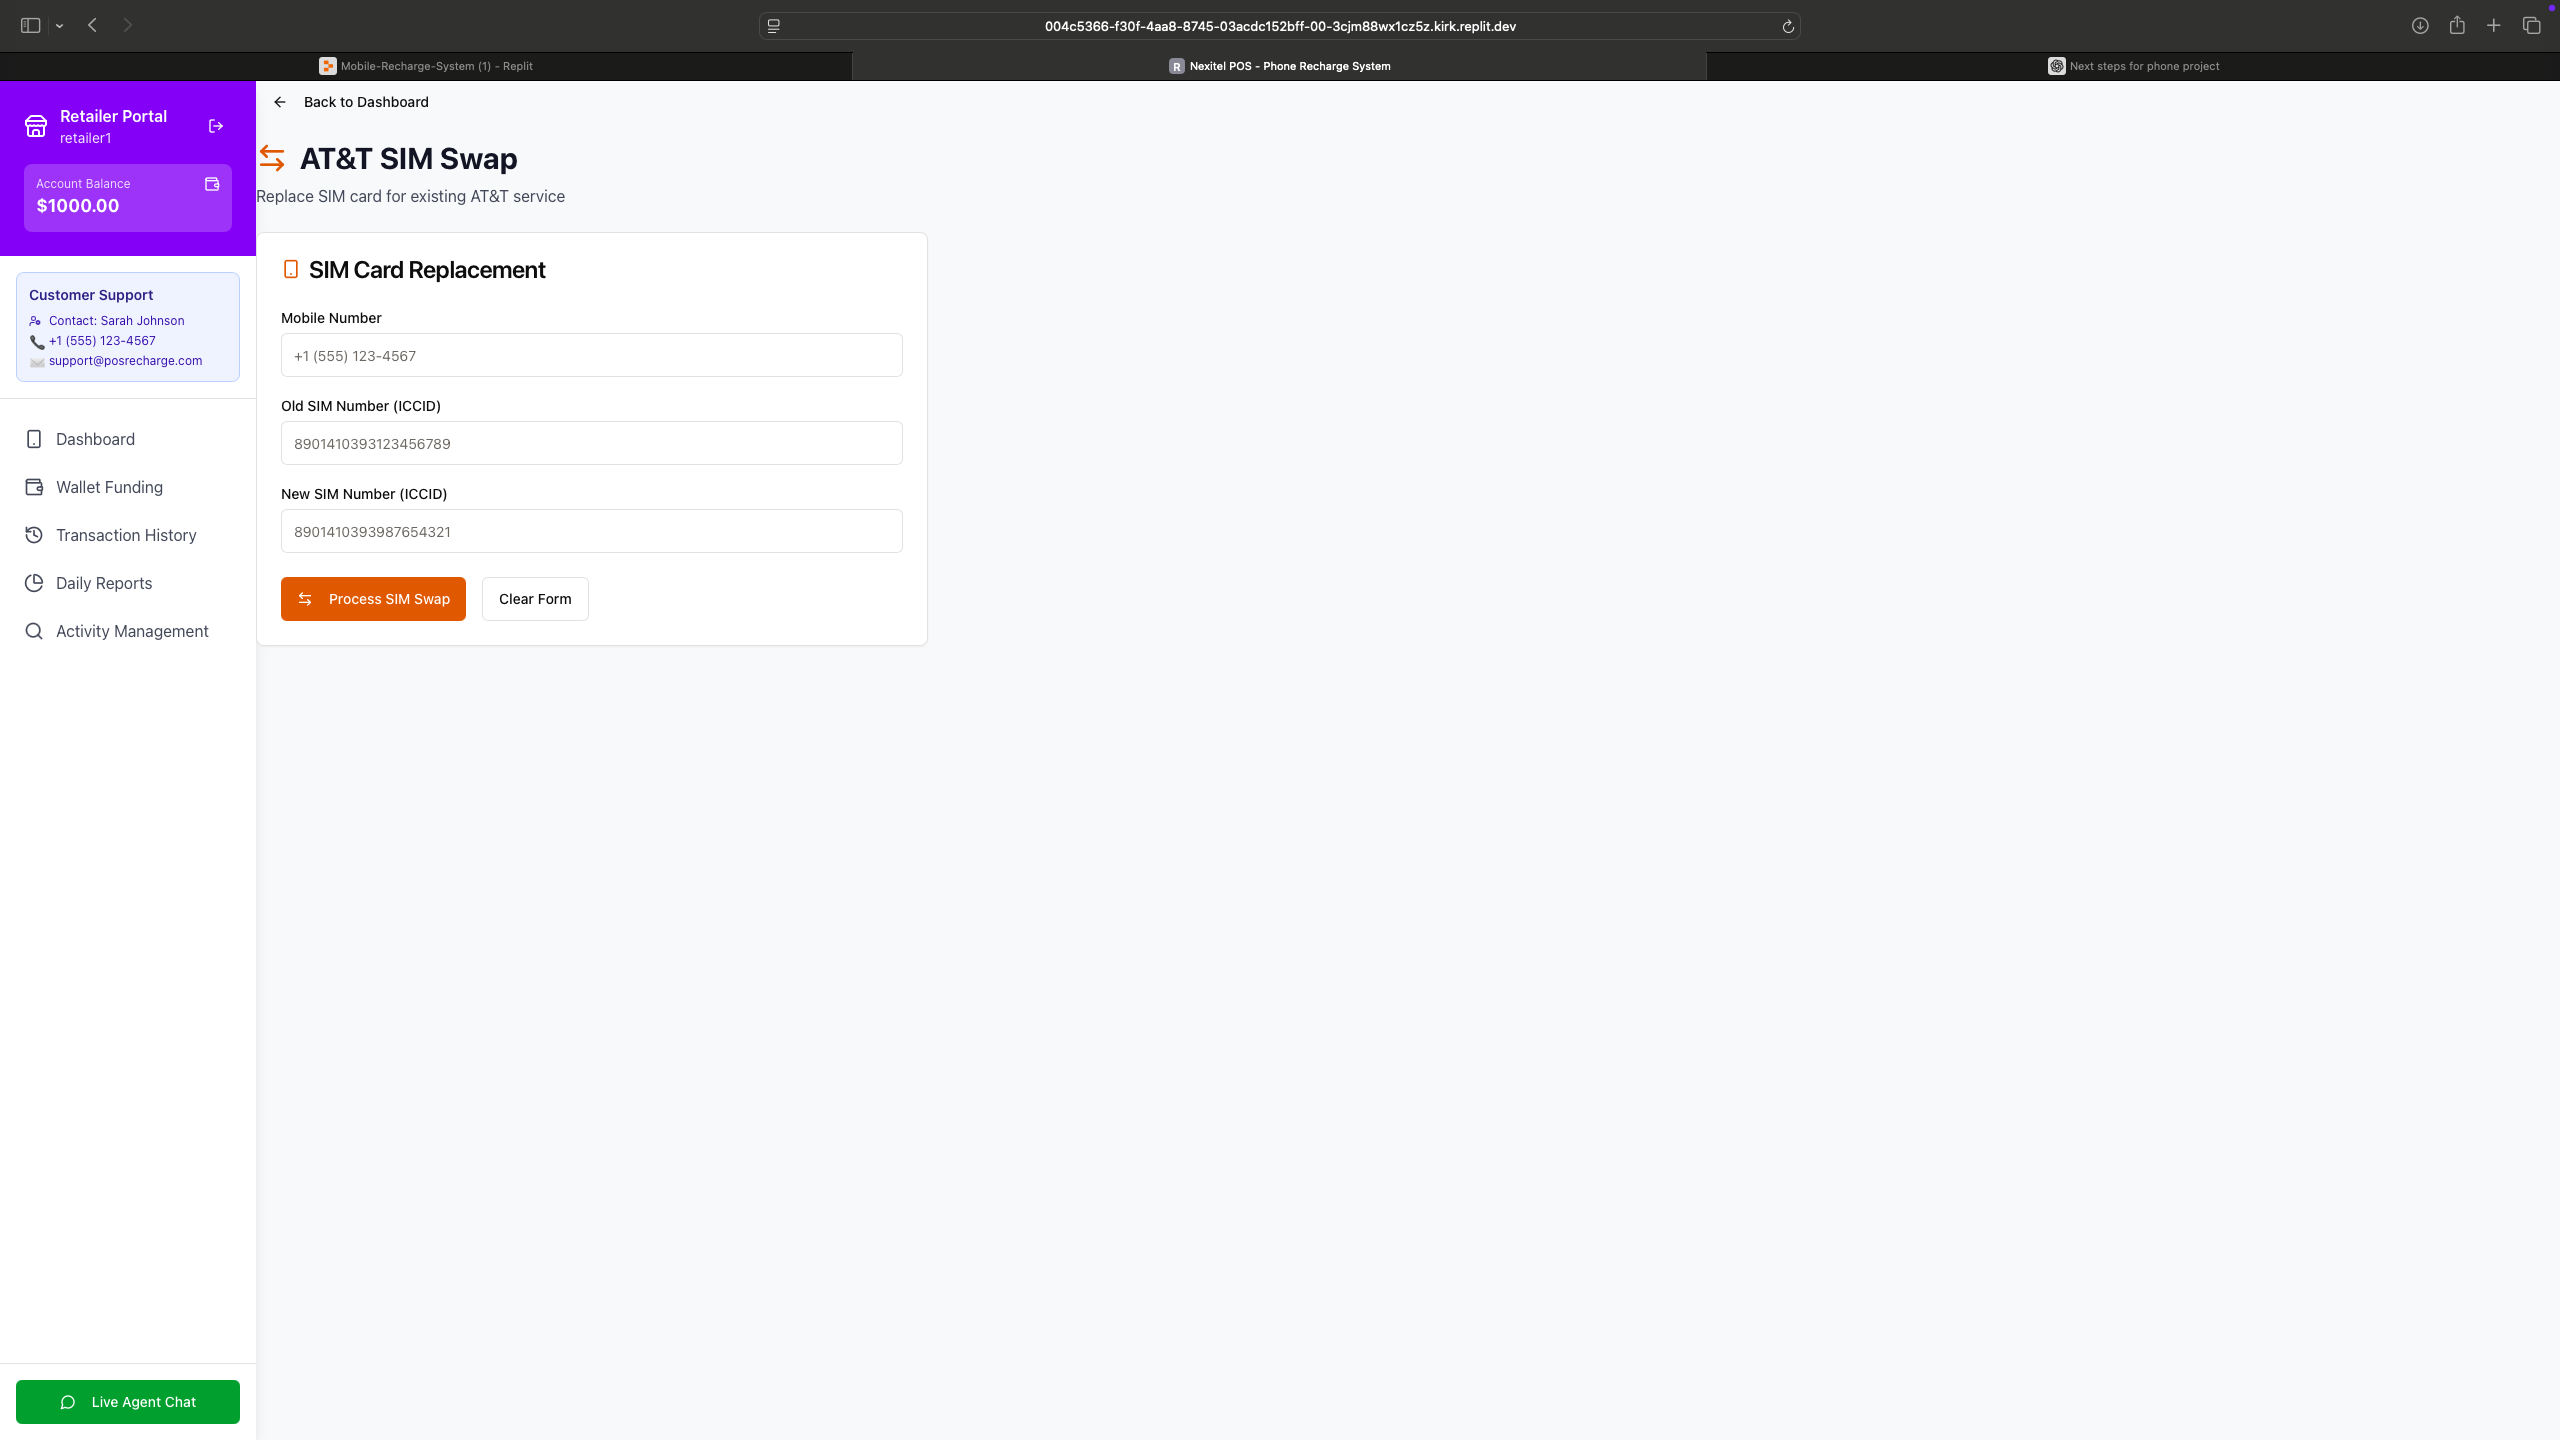 004c5366-f30f-4aa8-8745-03acdc152bff-00-3cjm88wx1cz5z.kirk.replit.dev
Mobile-Recharge-System (1) - Replit
R Nexitel POS - Phone Recharge System
Next steps for phone project
Retailer Portal
retailer1
Account Balance
$1000.00
Customer Support
Contact: Sarah Johnson
+1 (555) 123-4567
support@posrecharge.com
Dashboard
Wallet Funding
Transaction History
Daily Reports
Activity Management
Live Agent Chat
Back to Dashboard
AT&T SIM Swap
Replace SIM card for existing AT&T service
SIM Card Replacement
Mobile Number
+1 (555) 123-4567
Old SIM Number (ICCID)
8901410393123456789
New SIM Number (ICCID)
8901410393987654321
Process SIM Swap
Clear Form